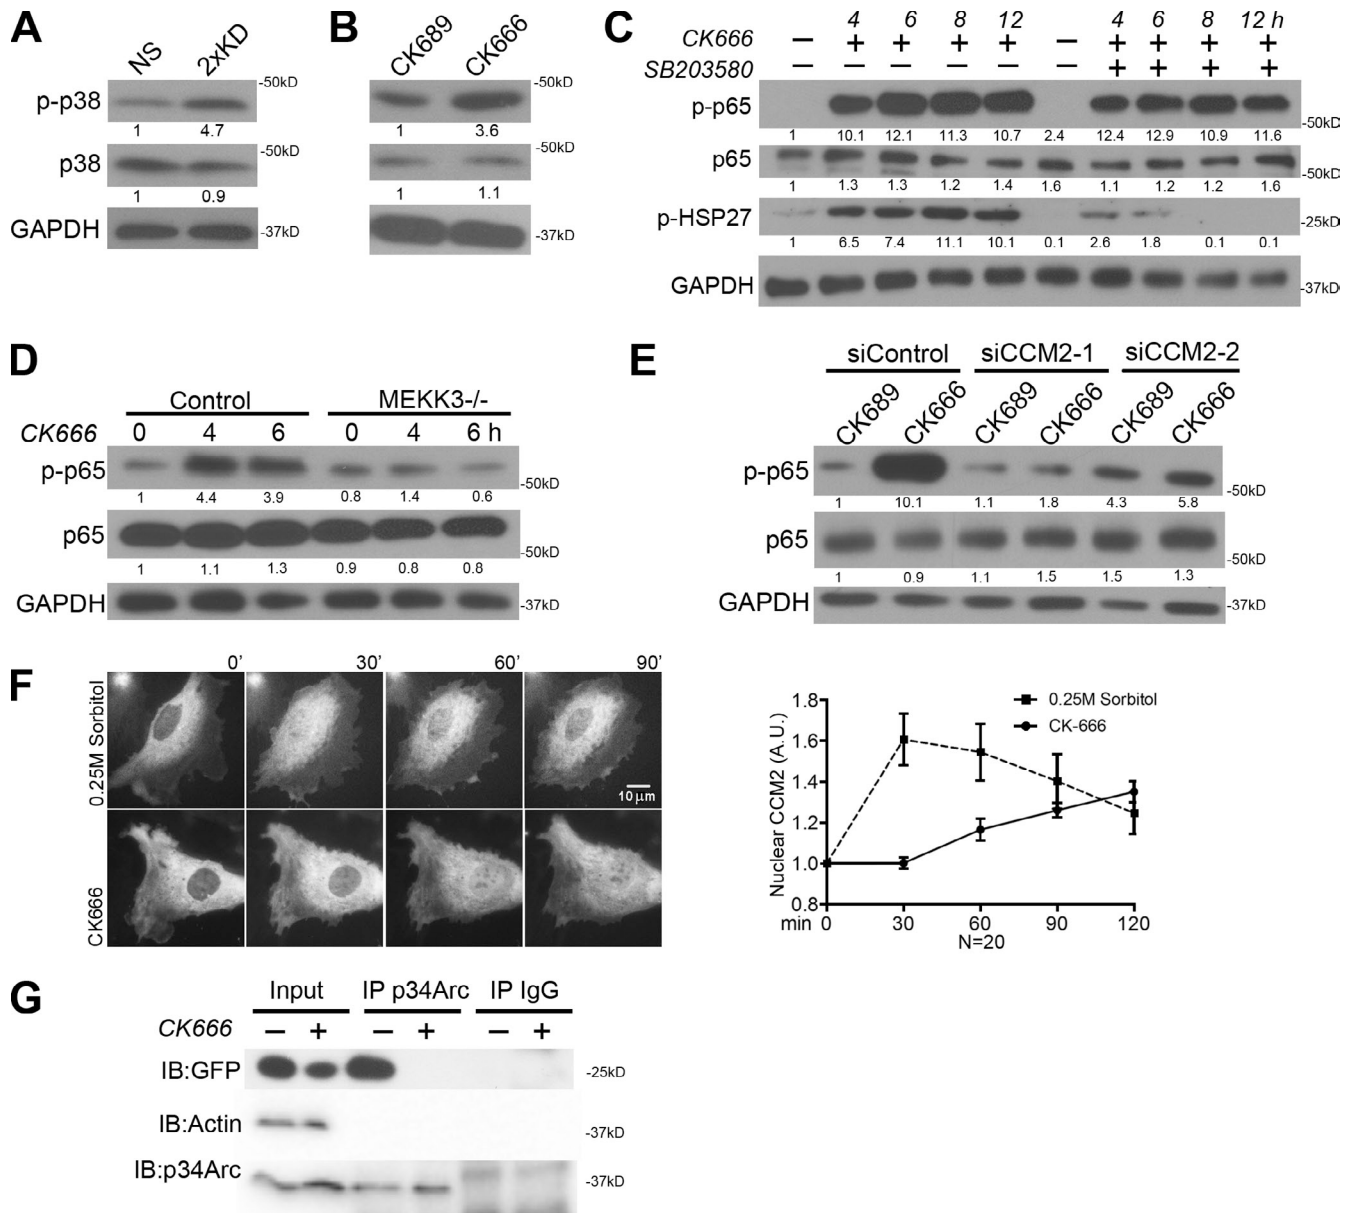 A
NS 2xKD
p-p38 -50kD
1 4.7
p38 -50kD
1 0.9
GAPDH -37kD
B
CK689 CK666
-50kD
1 3.6
-50kD
1 1.1
-37kD
C
4 6 8 12 4 6 8 12 h
CK666 – + + + + – + + + +
SB203580 – – – – – – + + + +
p-p65 -50kD
1 10.1 12.1 11.3 10.7 2.4 12.4 12.9 10.9 11.6
p65 -50kD
1 1.3 1.3 1.2 1.4 1.6 1.1 1.2 1.2 1.6
p-HSP27 -25kD
1 6.5 7.4 11.1 10.1 0.1 2.6 1.8 0.1 0.1
GAPDH -37kD
D
Control MEKK3-/-
CK666 0 4 6 0 4 6 h
p-p65 -50kD
1 4.4 3.9 0.8 1.4 0.6
p65 -50kD
1 1.1 1.3 0.9 0.8 0.8
GAPDH -37kD
E
siControl siCCM2-1 siCCM2-2
CK689 CK666 CK689 CK666 CK689 CK666
p-p65 -50kD
1 10.1 1.1 1.8 4.3 5.8
p65 -50kD
1 0.9 1.1 1.5 1.5 1.3
GAPDH -37kD
F
0' 30' 60' 90'
0.25M Sorbitol
10 μm
CK666
Nuclear CCM2 (A.U.)
1.8
1.6
1.4
1.2
1.0
0.8
0.25M Sorbitol
CK-666
min 0 30 60 90 120
N=20
G
Input IP p34Arc IP IgG
CK666 – + – + – +
IB:GFP -25kD
IB:Actin -37kD
IB:p34Arc -37kD